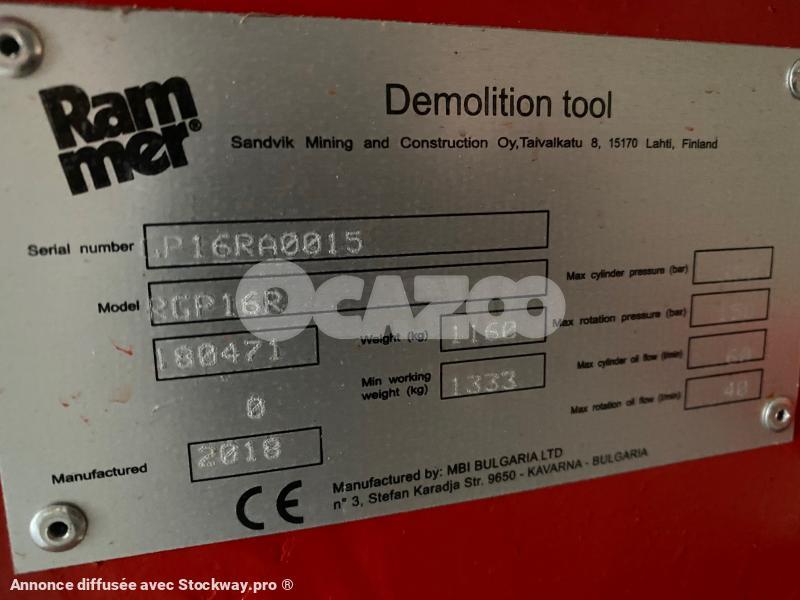 Rammer®
Demolition tool
Sandvik Mining and Construction Oy,Taivalkatu 8, 15170 Lahti, Finland
Serial number P16RA0015
Model RCP16R
180471
0
Manufactured 2018
Weight (kg) 1160
Min working weight (kg) 1333
Max cylinder pressure (bar)
Max rotation pressure (bar)
Max cylinder oil flow (l/min) 60
Max rotation oil flow (l/min) 40
CE
Manufactured by: MBI BULGARIA LTD
n° 3, Stefan Karadja Str. 9650 - KAVARNA - BULGARIA
OCAZOO
Annonce diffusée avec Stockway.pro ®